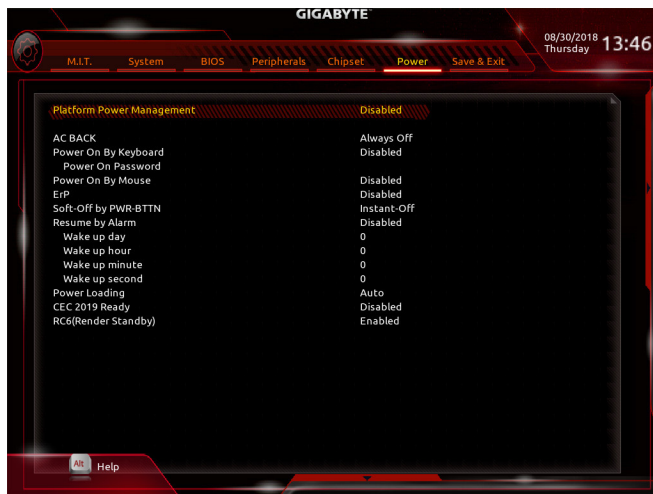 GIGABYTE™
08/30/2018 Thursday 13:46
M.I.T. System BIOS Peripherals Chipset Power Save & Exit
Platform Power Management Disabled
AC BACK Always Off
Power On By Keyboard Disabled
Power On Password
Power On By Mouse Disabled
ErP Disabled
Soft-Off by PWR-BTTN Instant-Off
Resume by Alarm Disabled
Wake up day 0
Wake up hour 0
Wake up minute 0
Wake up second 0
Power Loading Auto
CEC 2019 Ready Disabled
RC6(Render Standby) Enabled
Alt Help